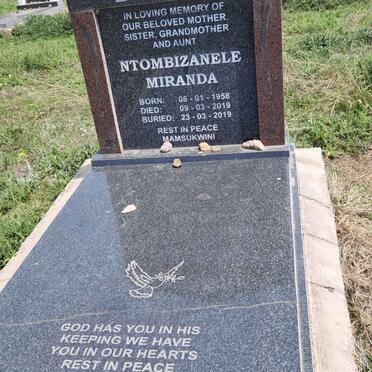 IN LOVING MEMORY OF
OUR BELOVED MOTHER,
SISTER, GRANDMOTHER
AND AUNT
NTOMBIZANELE
MIRANDA
BORN: 08 - 01 - 1958
DIED: 09 - 03 - 2019
BURIED: 23 - 03 - 2019
REST IN PEACE
MAMSUKWINI
GOD HAS YOU IN HIS
KEEPING WE HAVE
YOU IN OUR HEARTS
REST IN PEACE